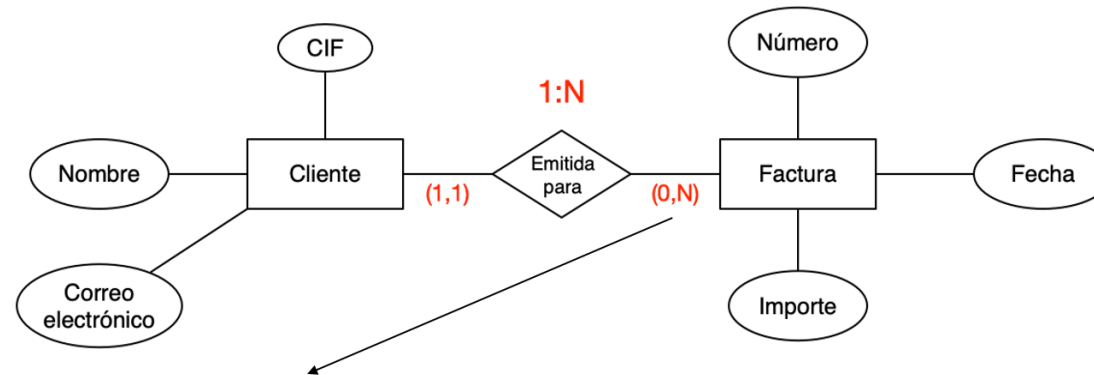 CIF
Número
1:N
Nombre
Cliente
Emitida
para
Factura
Fecha
(1,1)
(0,N)
Correo
electrónico
Importe